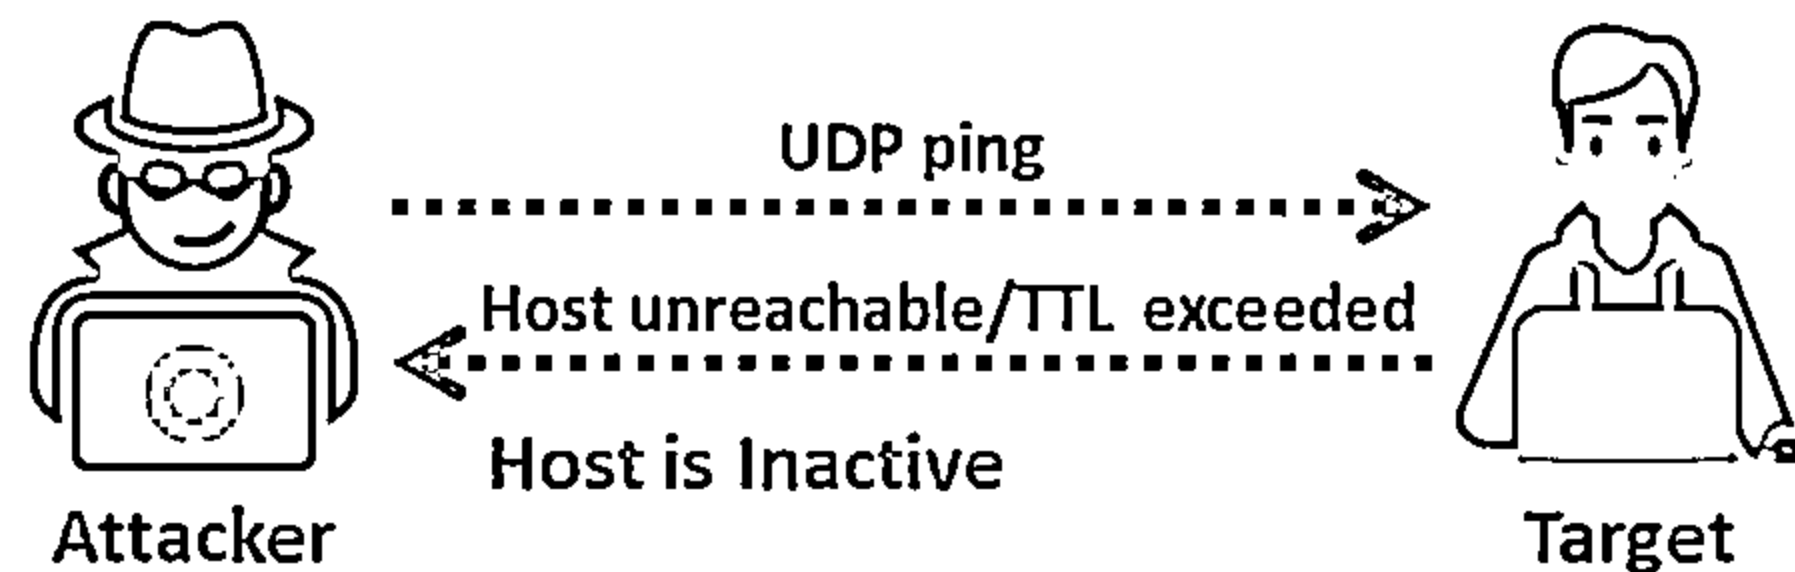 UDP ping
Host unreachable/TTL exceeded
Host is Inactive
Attacker
Target